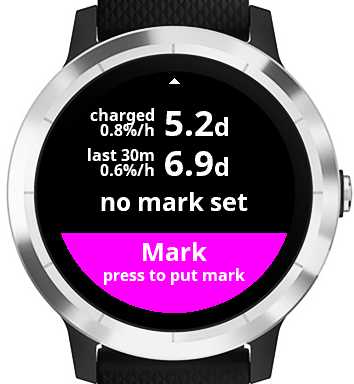 charged
0.8%/h 5.2d
last 30m
0.6%/h 6.9d
no mark set
Mark
press to put mark